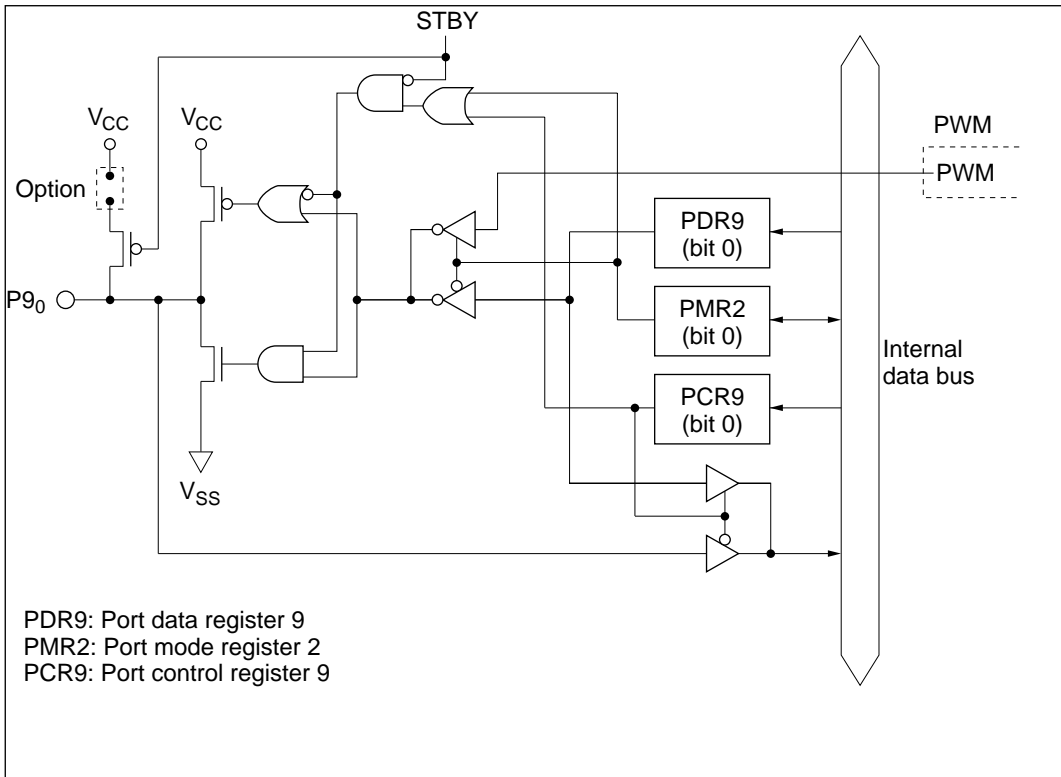 STBY
VCC
VCC
PWM
PWM
Option
PDR9
(bit 0)
P90
PMR2
(bit 0)
Internal
data bus
PCR9
(bit 0)
VSS
PDR9: Port data register 9
PMR2: Port mode register 2
PCR9: Port control register 9